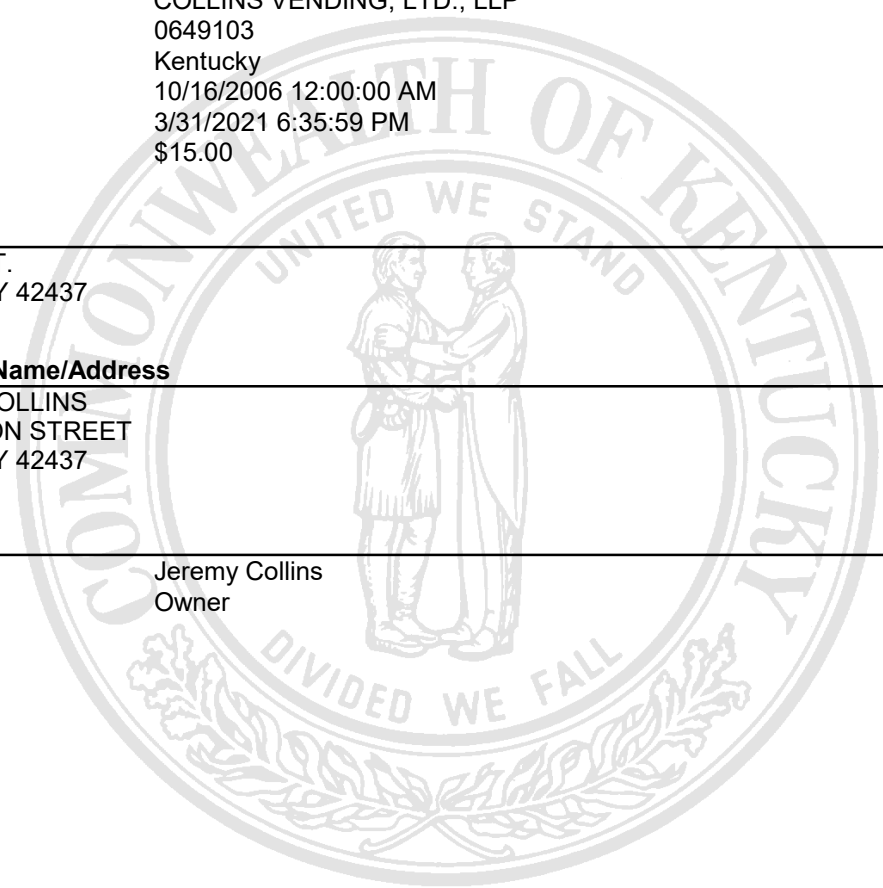 COLLINS VENDING, LTD., LLP
0649103
Kentucky
10/16/2006 12:00:00 AM
3/31/2021 6:35:59 PM
$15.00
T.
Y 42437
Name/Address
OLLINS
ON STREET
Y 42437
Jeremy Collins
Owner
COMMONWEALTH OF KENTUCKY
UNITED WE STAND
DIVIDED WE FALL